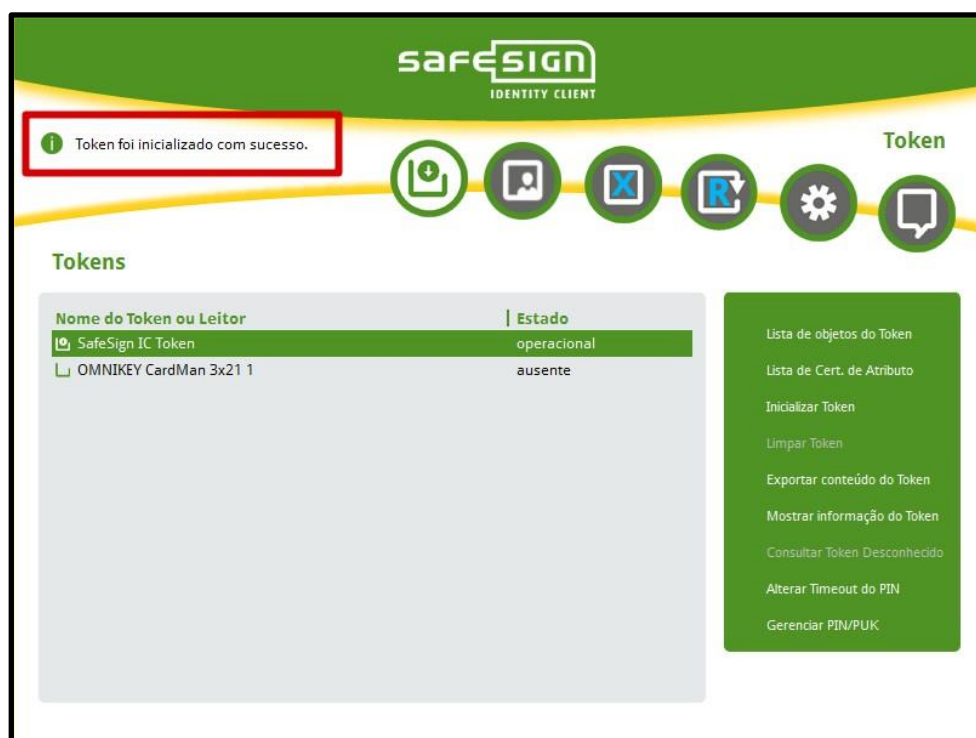 safesign
IDENTITY CLIENT
Token foi inicializado com sucesso.
Token
Tokens
Nome do Token ou Leitor | Estado
SafeSign IC Token operacional
OMNIKEY CardMan 3x21 1 ausente
Lista de objetos do Token
Lista de Cert. de Atributo
Inicializar Token
Limpar Token
Exportar conteúdo do Token
Mostrar informação do Token
Consultar Token Desconhecido
Alterar Timeout do PIN
Gerenciar PIN/PUK